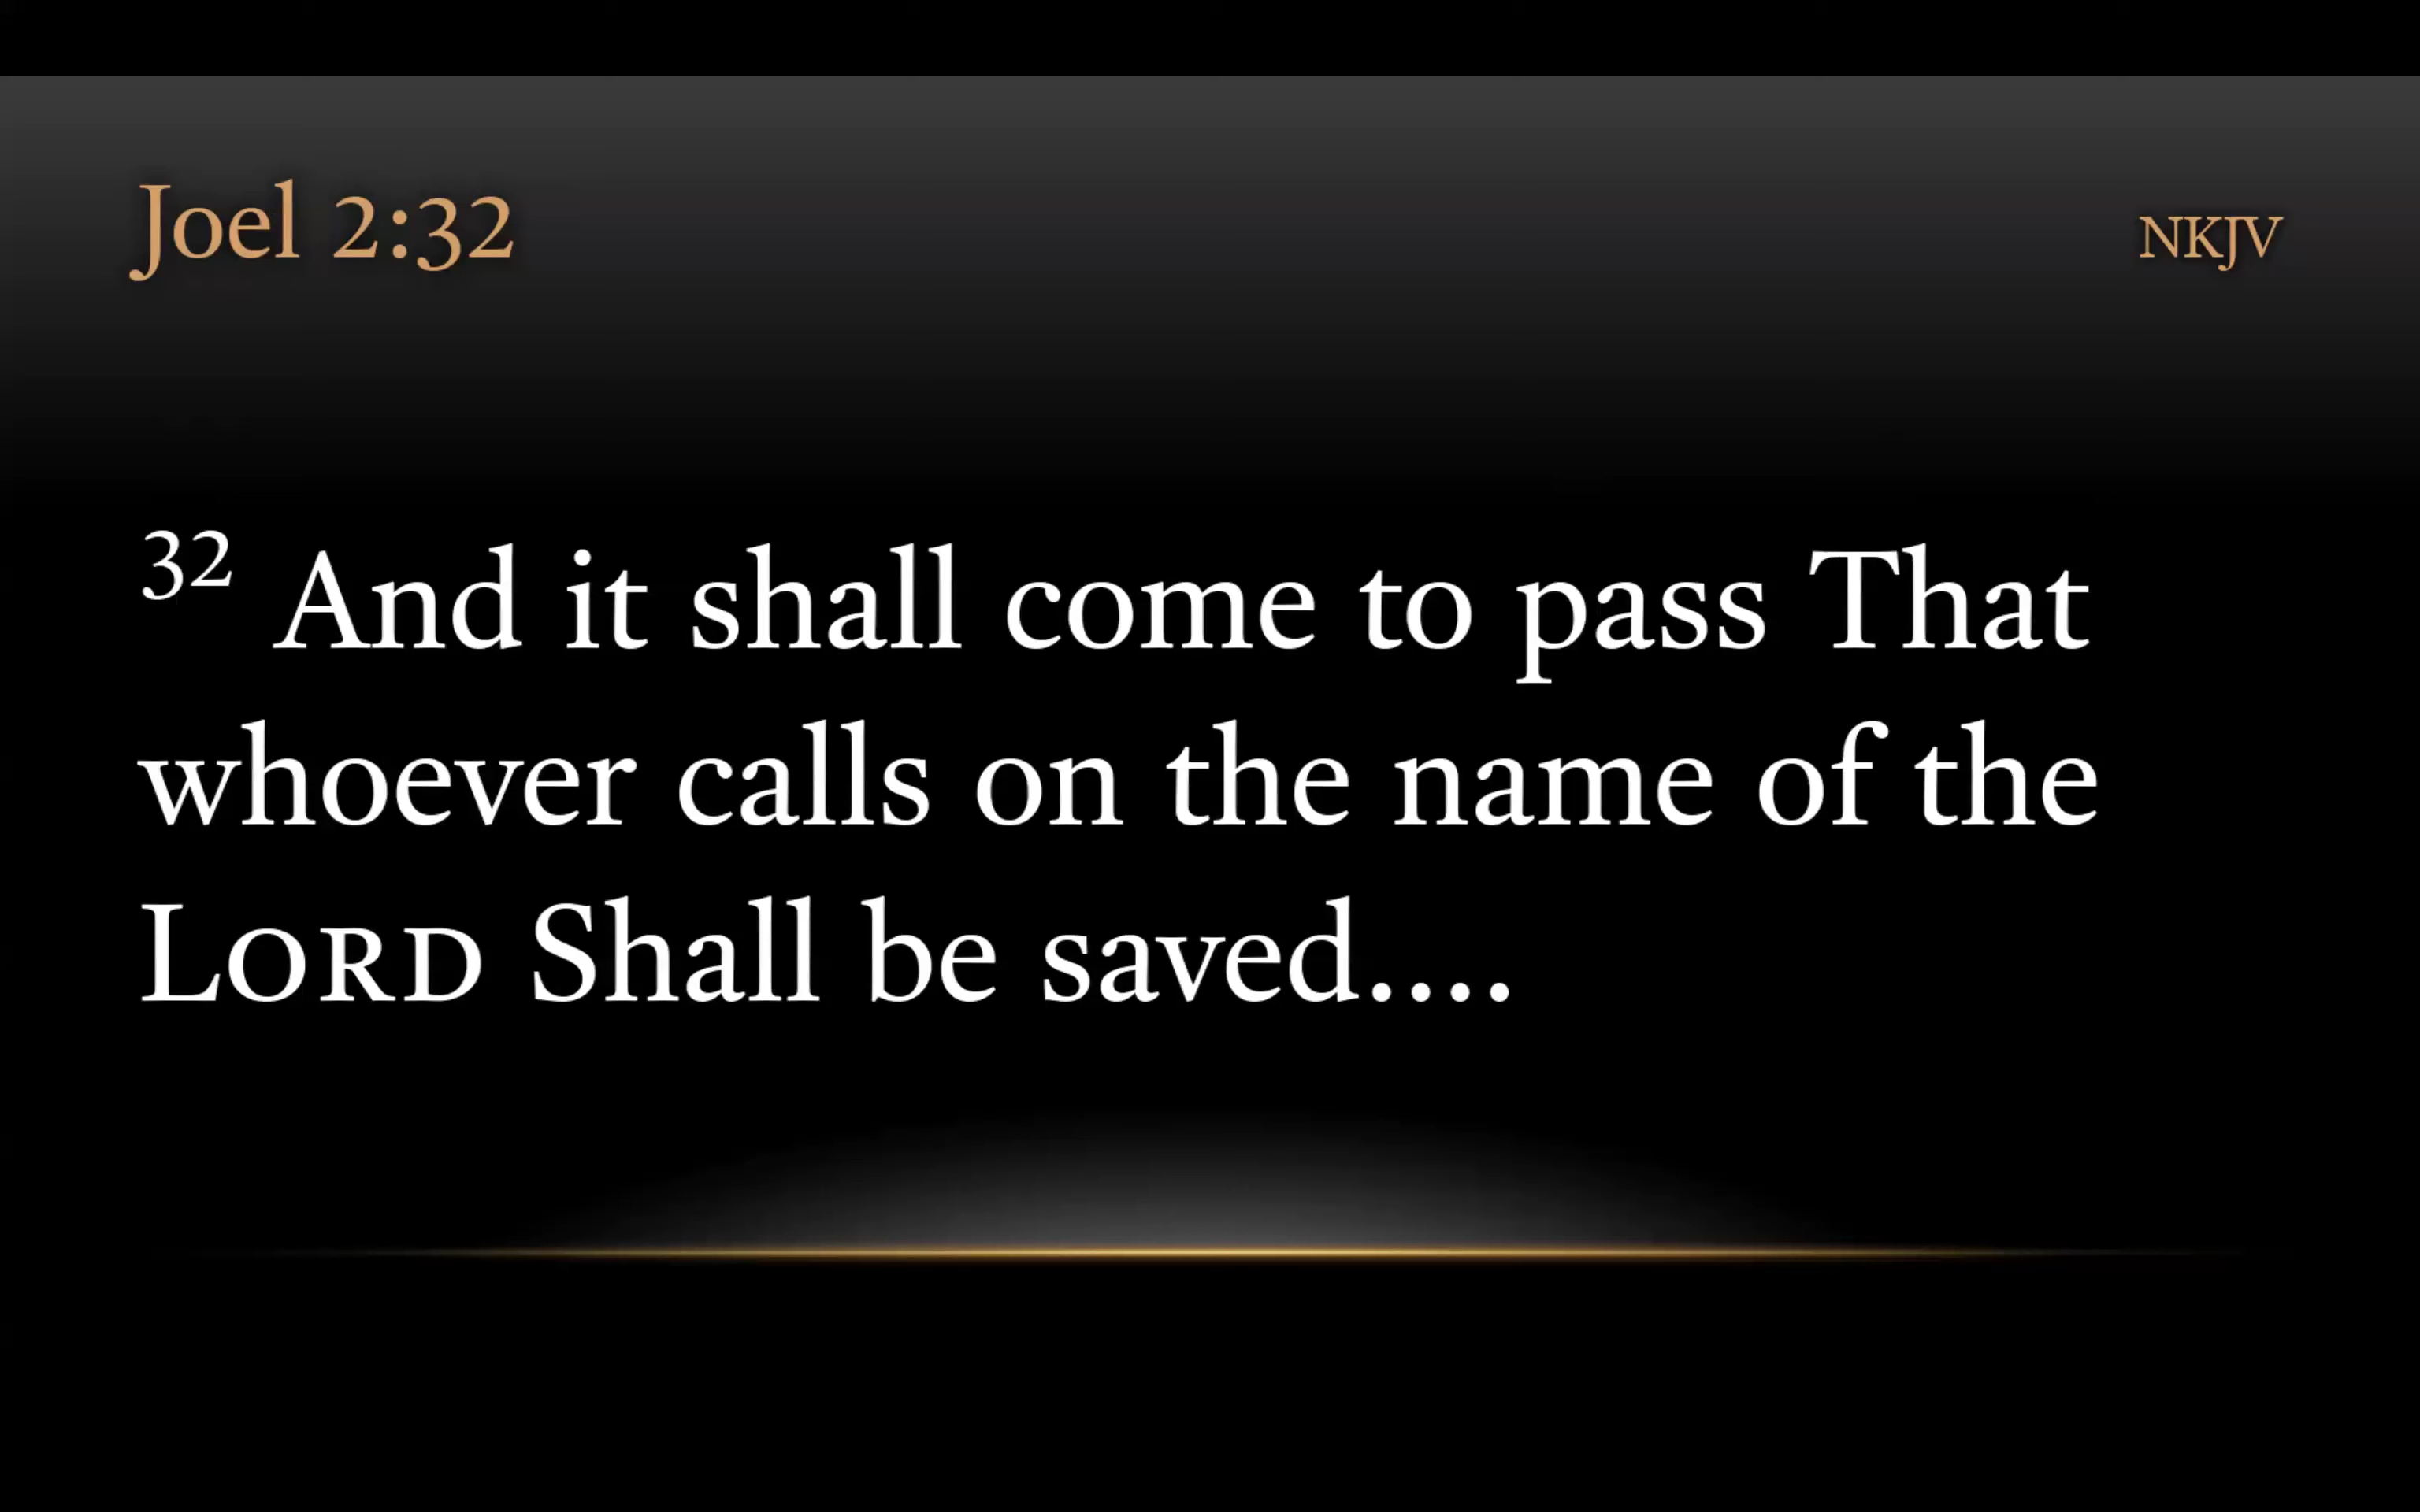 Joel 2:32
NKJV
32 And it shall come to pass That
whoever calls on the name of the
LORD Shall be saved....